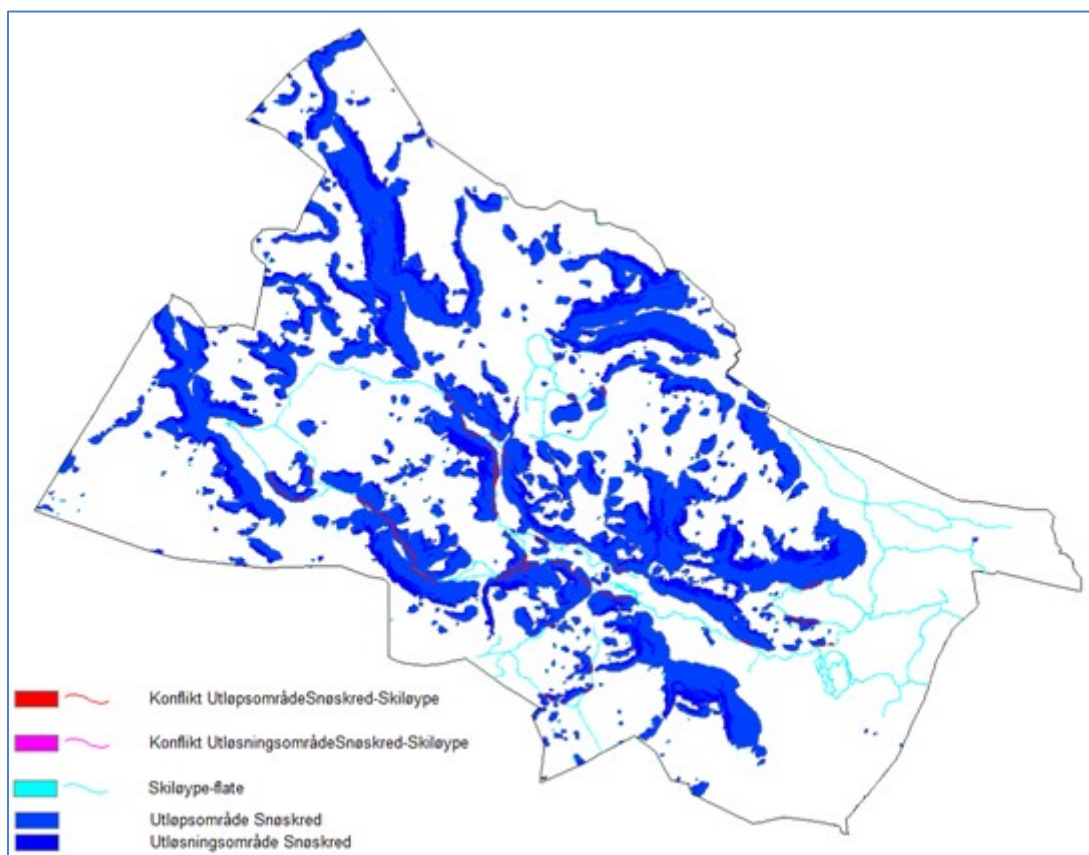 Konflikt UtløpsområdeSnøskred-Skiløype
Konflikt UtløsningsområdeSnøskred-Skiløype
Skiløype-flate
Utløpsområde Snøskred
Utløsningsområde Snøskred